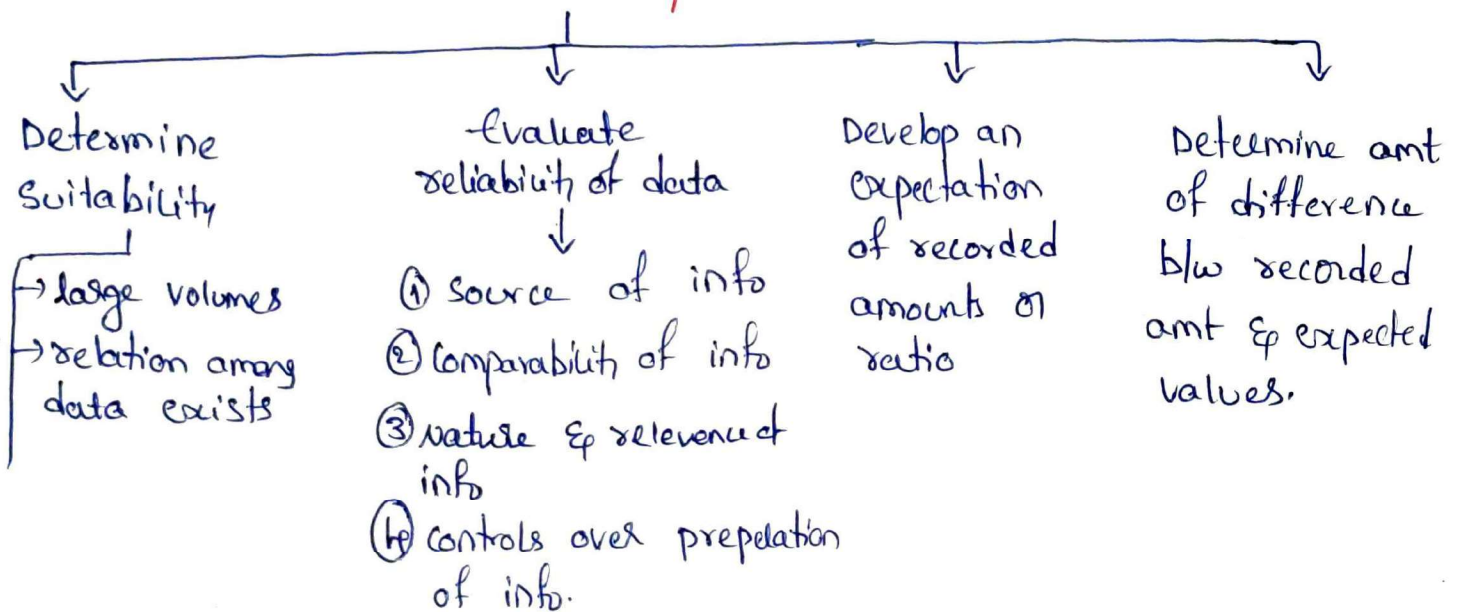 Determine
Suitability
→ large volumes
→ relation among
data exists
Evaluate
reliability of data
① Source of info
② Comparability of info
③ Nature & relevence of
info
④ controls over prepelation
of info.
Develop an
expectation
of recorded
amounts or
ratio
Deteemine amt
of difference
b/w recorded
amt & expected
values.